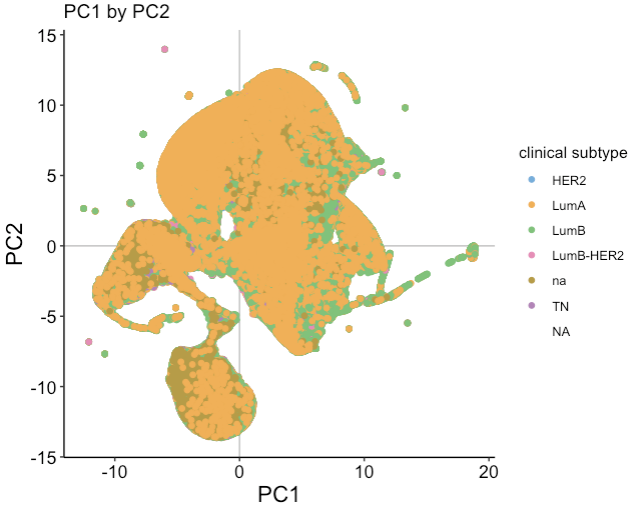 PC1 by PC2
15
10
5
0
-5
-10
-15
-10
0
10
20
PC1
PC2
clinical subtype
HER2
LumA
LumB
LumB-HER2
na
TN
NA